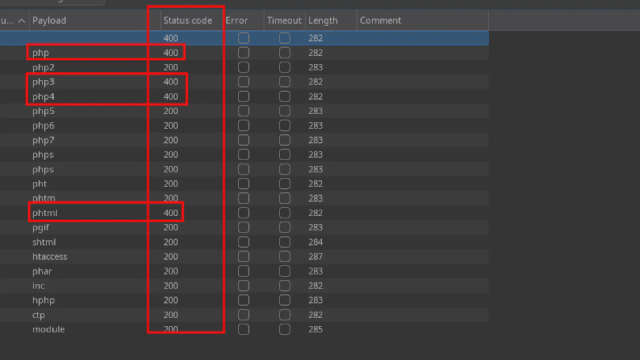 Payload Status code Error Timeout Length Comment
400 282
php 400 282
php2 200 283
php3 400 282
php4 400 282
php5 200 283
php6 200 283
php7 200 283
phps 200 283
phps 200 283
pht 200 282
phtm 200 283
phtml 400 282
pgif 200 283
shtml 200 284
htaccess 200 287
phar 200 283
inc 200 282
hphp 200 283
ctp 200 282
module 200 285